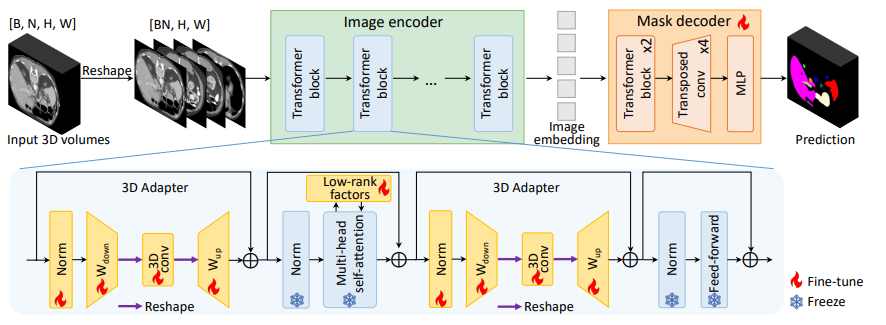 [B, N, H, W]
Reshape
Input 3D volumes
[BN, H, W]
Image encoder
Transformer
block
Transformer
block
...
Transformer
block
Image
embedding
Mask decoder
Transformer
block
x2
Transposed
conv
x4
MLP
Prediction
3D Adapter
Norm
Wdown
3D
conv
Wup
Reshape
Low-rank
factors
Norm
Multi-head
self-attention
3D Adapter
Norm
Wdown
3D
conv
Wup
Reshape
Norm
Feed-forward
Fine-tune
Freeze